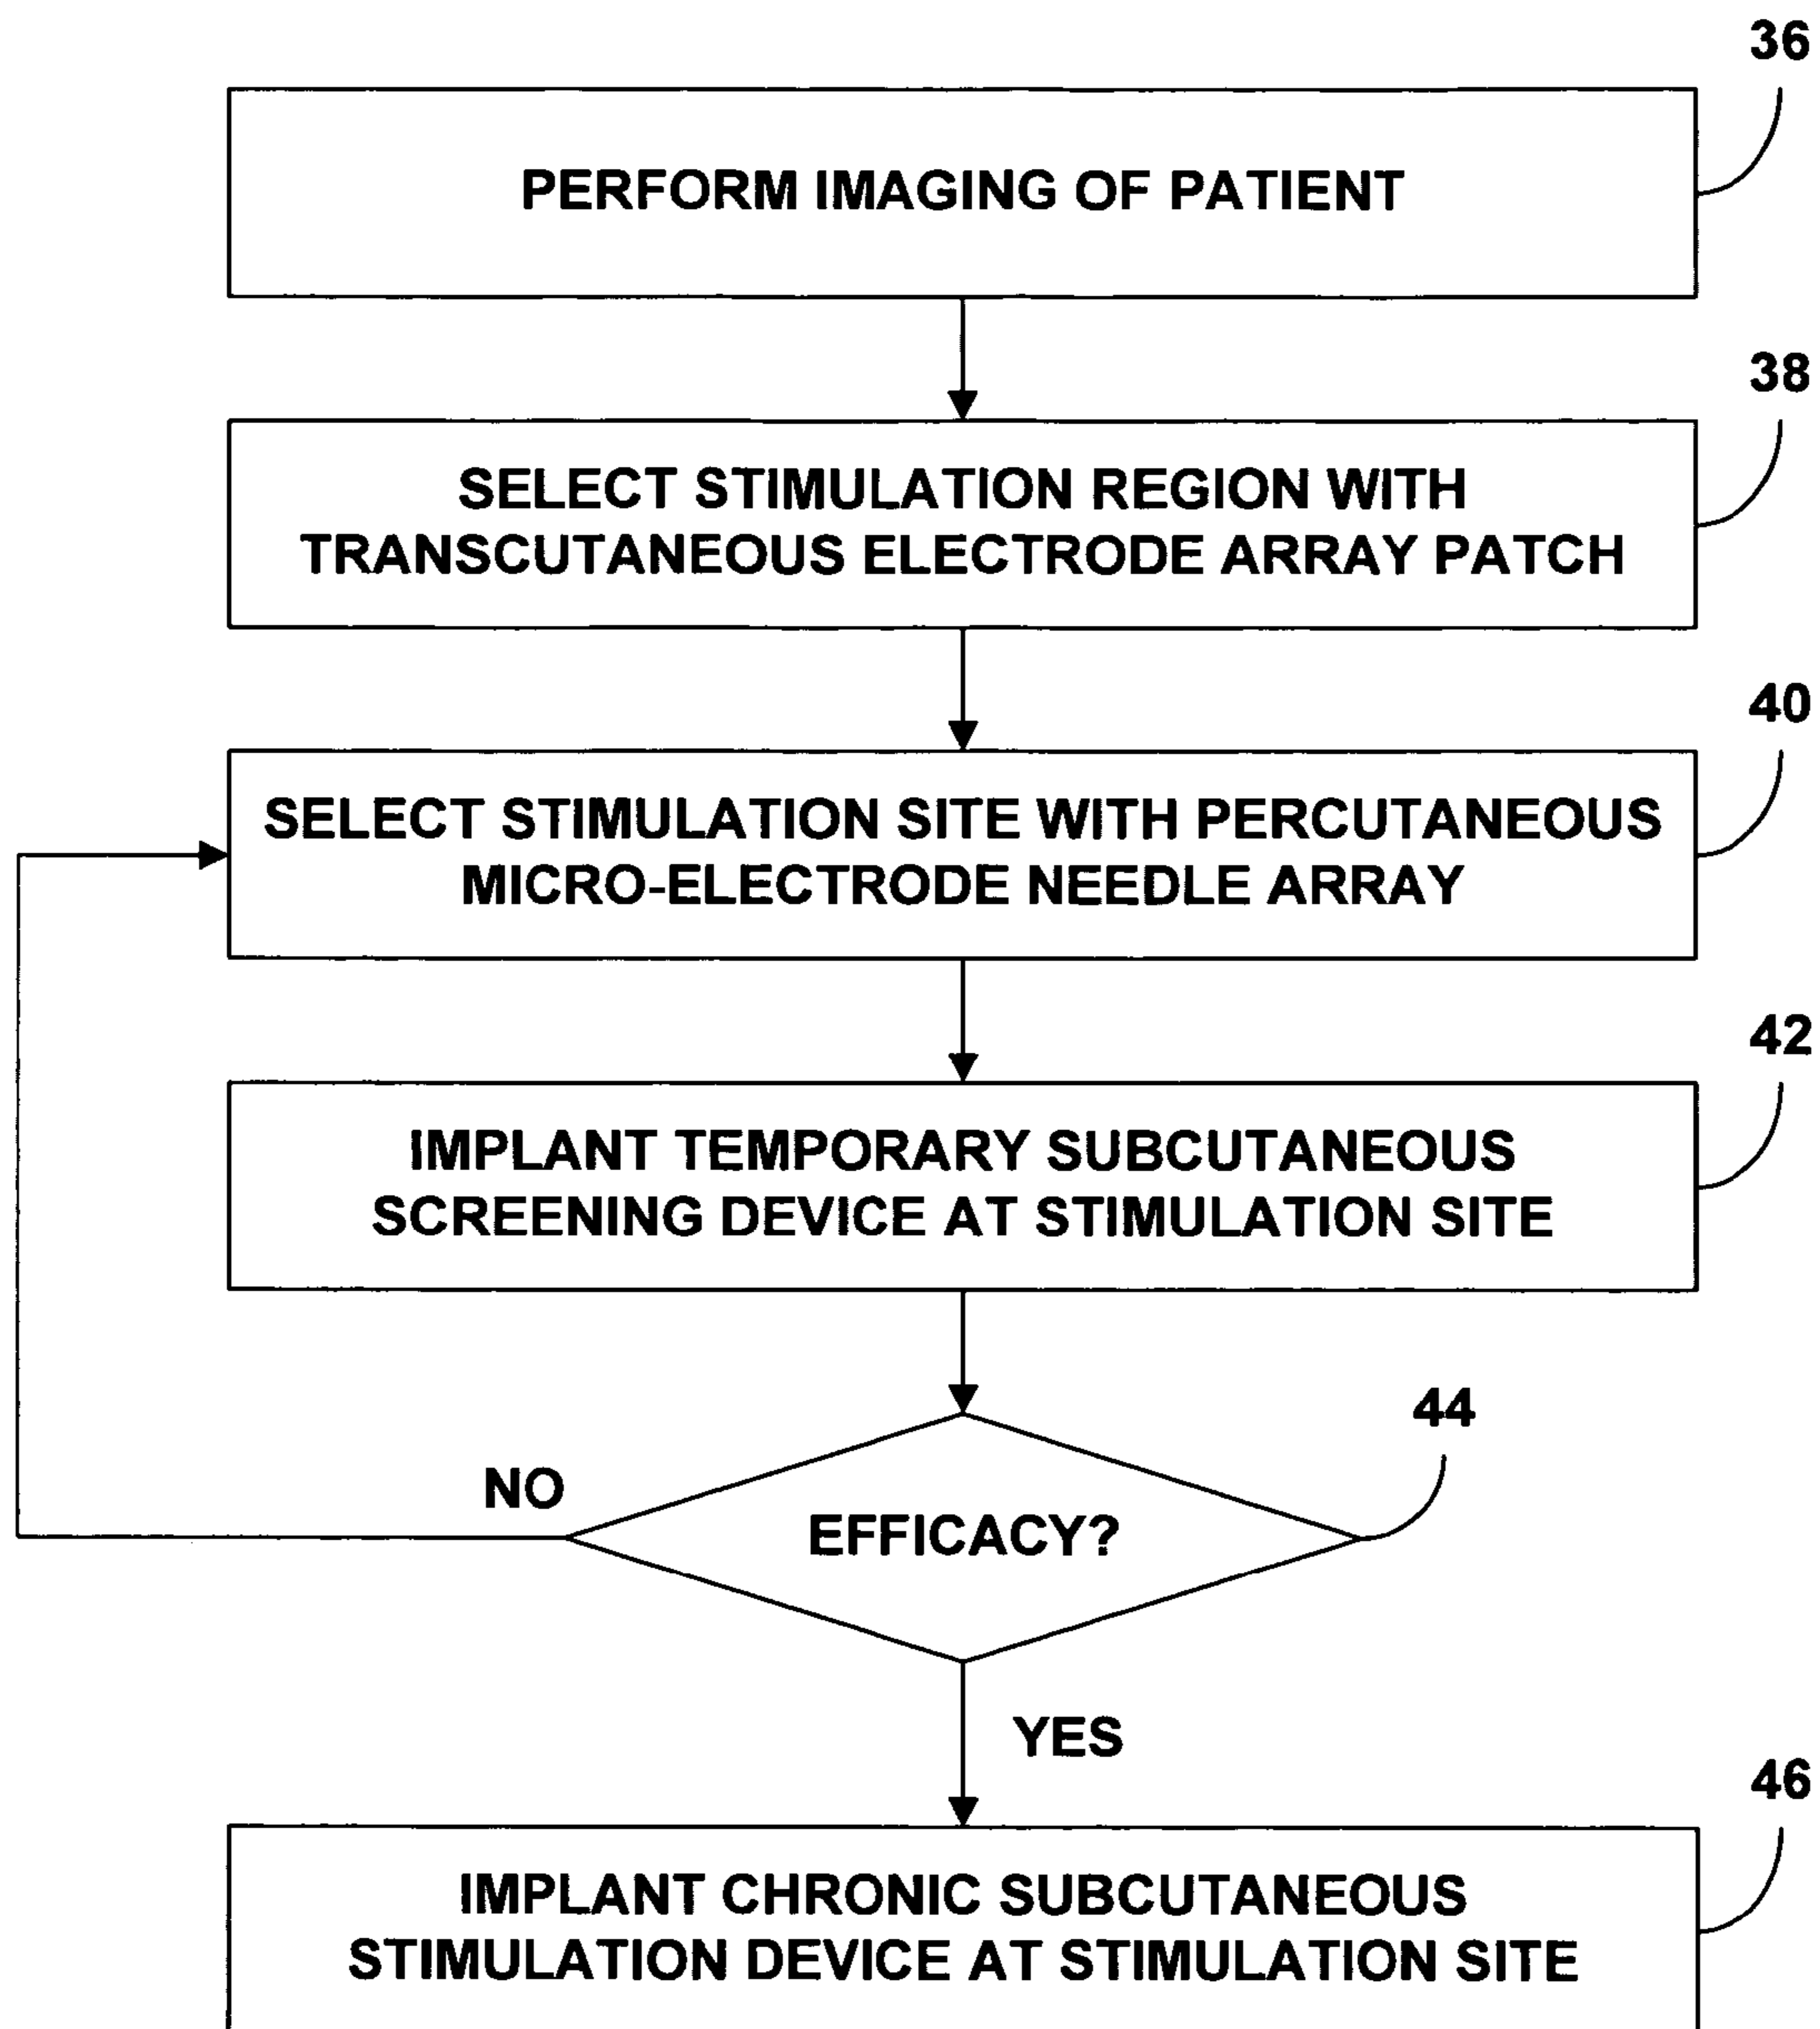 36
PERFORM IMAGING OF PATIENT
38
SELECT STIMULATION REGION WITH
TRANSCUTANEOUS ELECTRODE ARRAY PATCH
40
SELECT STIMULATION SITE WITH PERCUTANEOUS
MICRO-ELECTRODE NEEDLE ARRAY
42
IMPLANT TEMPORARY SUBCUTANEOUS
SCREENING DEVICE AT STIMULATION SITE
44
NO
EFFICACY?
YES
46
IMPLANT CHRONIC SUBCUTANEOUS
STIMULATION DEVICE AT STIMULATION SITE